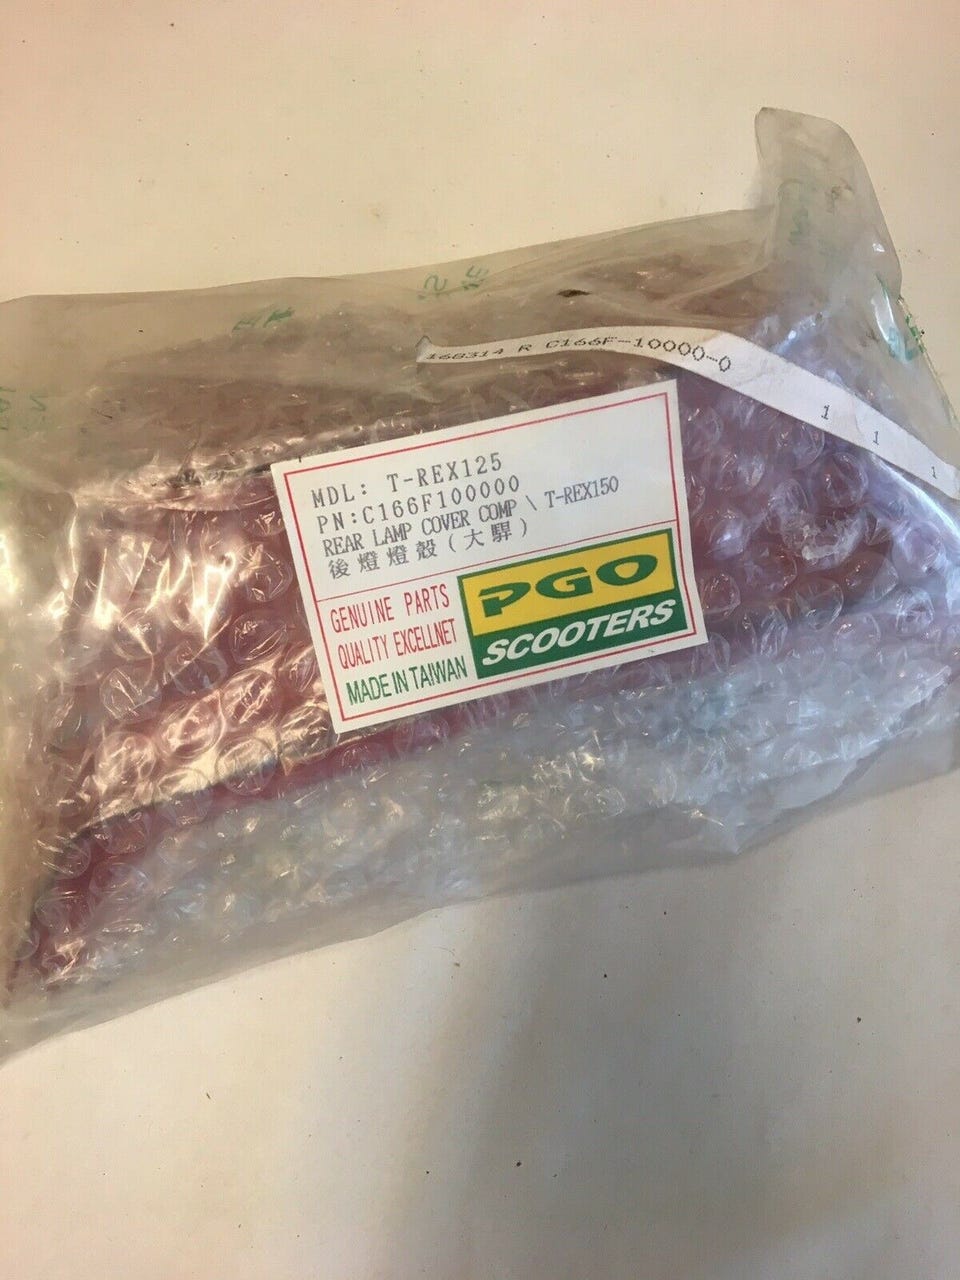 168314 R C166F-10000-0 1 1 1
MDL: T-REX125
PN:C166F100000
REAR LAMP COVER COMP \ T-REX150
後燈燈殼(大騂)
GENUINE PARTS
QUALITY EXCELLNET
MADE IN TAIWAN
PGO
SCOOTERS